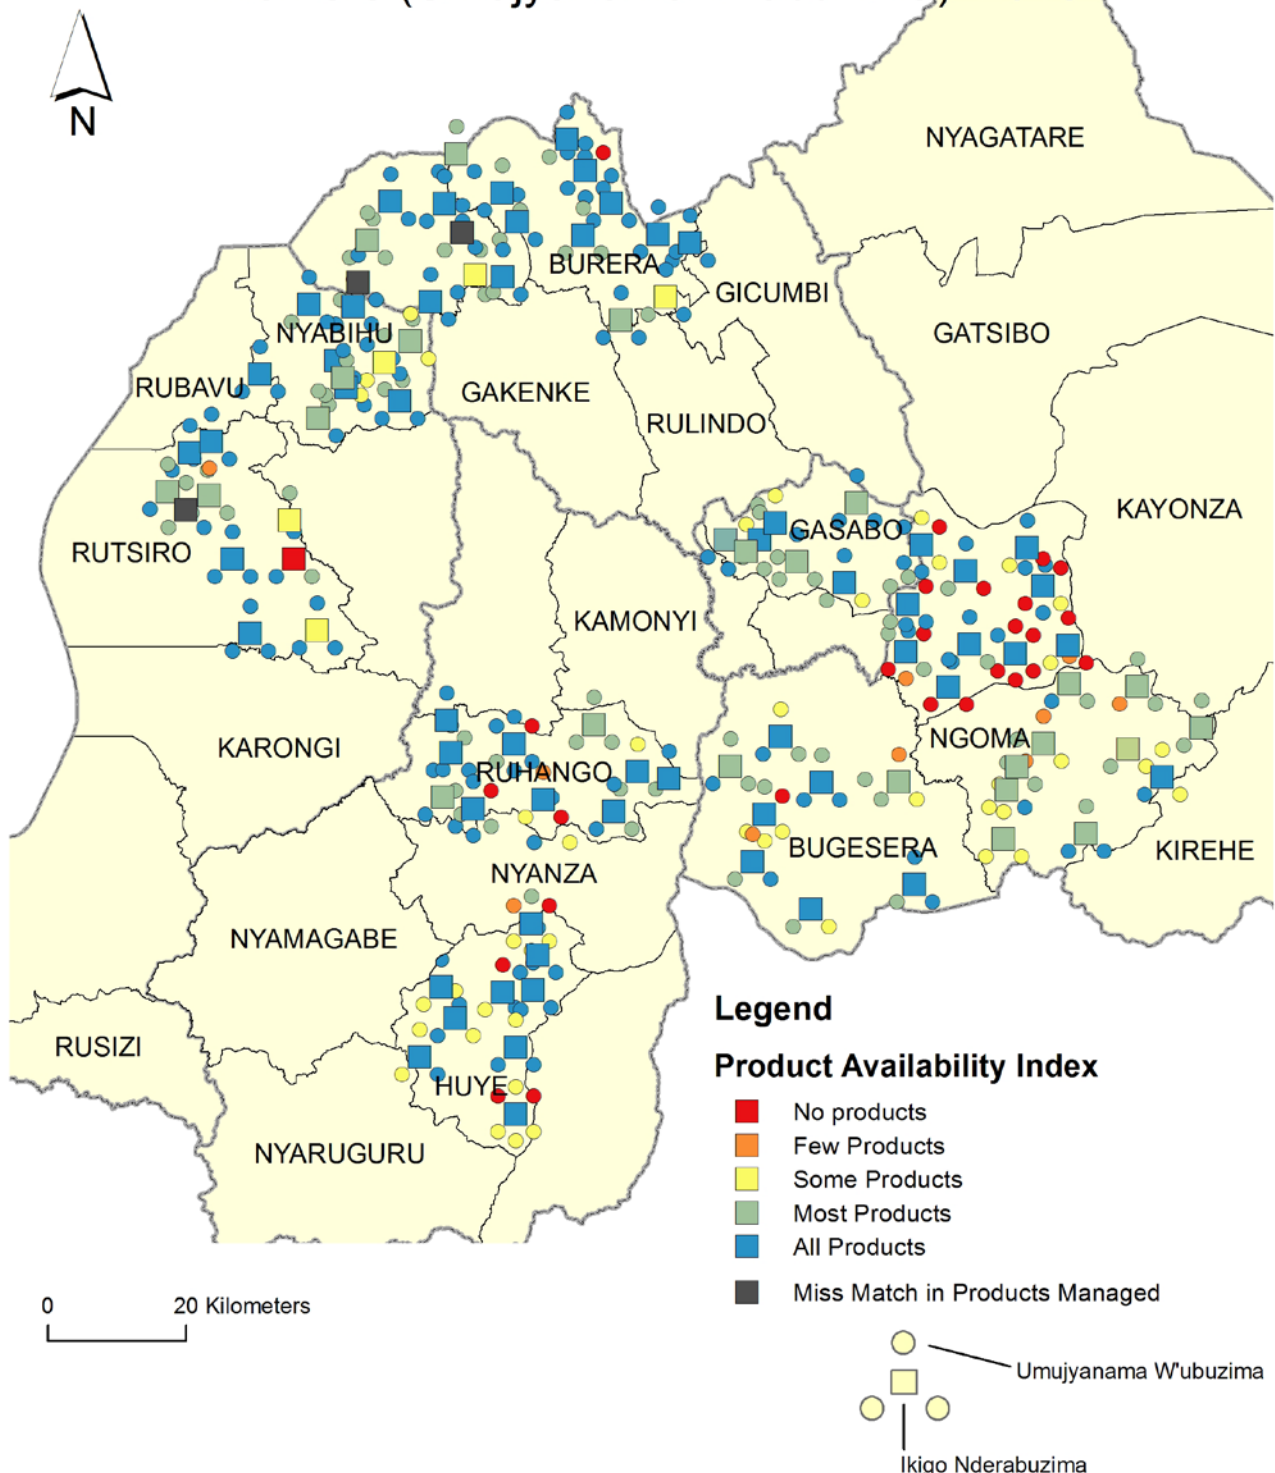 N
NYAGATARE
BURERA
GICUMBI
NYABIHU
GATSIBO
RUBAVU
GAKENKE
RULINDO
KAYONZA
GASABO
RUTSIRO
KAMONYI
KARONGI
NGOMA
RUHANGO
BUGESERA
KIREHE
NYANZA
NYAMAGABE
RUSIZI
HUYE
NYARUGURU
Legend
Product Availability Index
No products
Few Products
Some Products
Most Products
All Products
Miss Match in Products Managed
0 20 Kilometers
Umujyanama W'ubuzima
Ikigo Nderabuzima